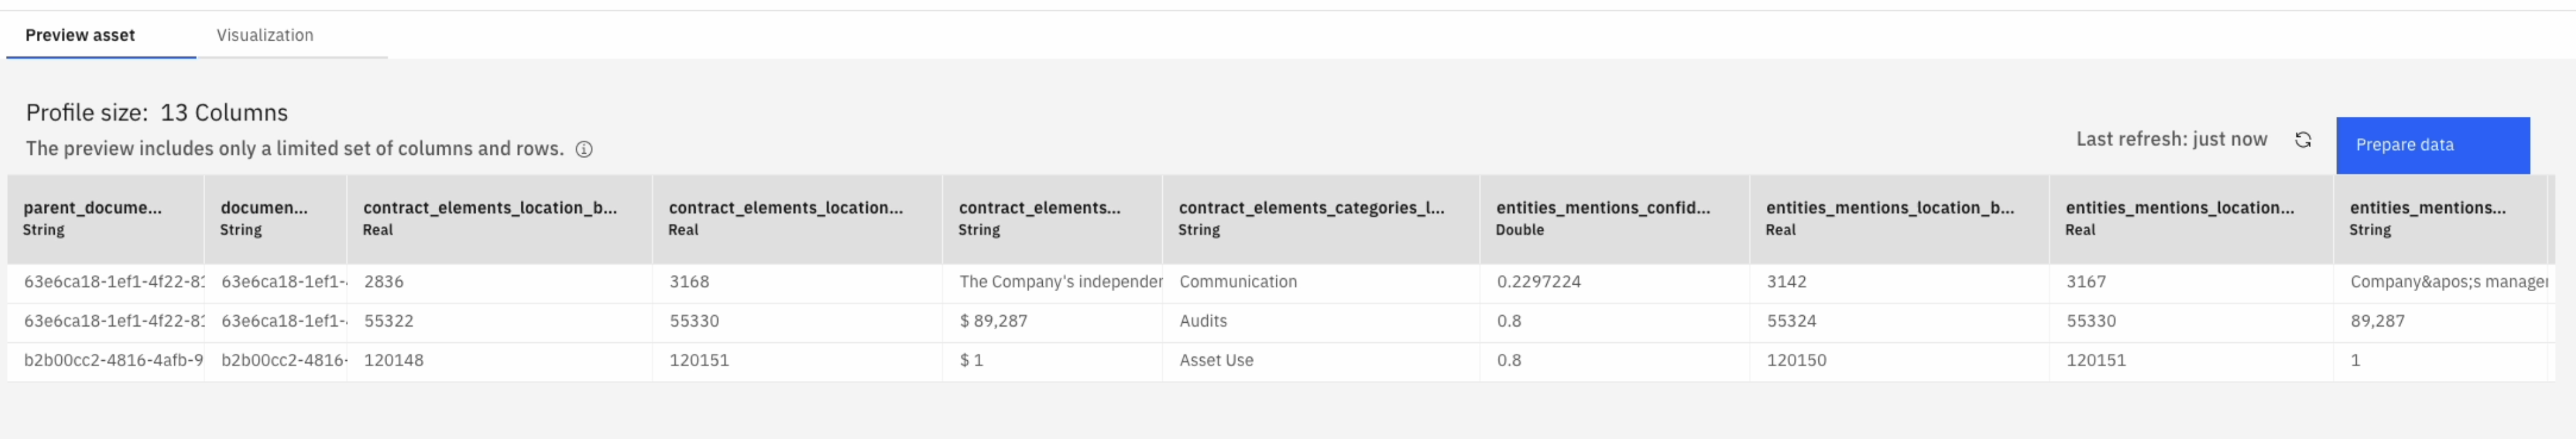 Preview asset Visualization
Profile size: 13 Columns
The preview includes only a limited set of columns and rows.
Last refresh: just now Prepare data
parent_docume... documen... contract_elements_location_b... contract_elements_location... contract_elements... contract_elements_categories_l... entities_mentions_confid... entities_mentions_location_b... entities_mentions_location... entities_mentions...
String String Real Real String String Double Real Real String
63e6ca18-1ef1-4f22-81 63e6ca18-1ef1- 2836 3168 The Company's independen Communication 0.2297224 3142 3167 Company&apos;s manager
63e6ca18-1ef1-4f22-81 63e6ca18-1ef1- 55322 55330 $ 89,287 Audits 0.8 55324 55330 89,287
b2b00cc2-4816-4afb-9 b2b00cc2-4816- 120148 120151 $ 1 Asset Use 0.8 120150 120151 1